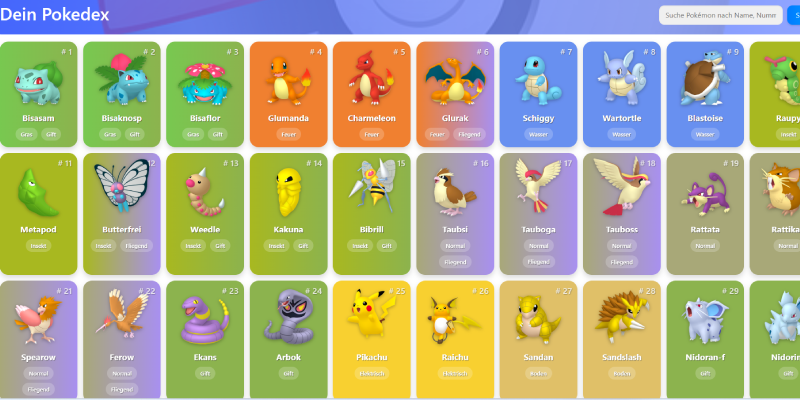 Dein Pokedex
Suche Pokémon nach Name, Numm
# 1
Bisasam
Gras Gift
# 2
Bisaknosp
Gras Gift
# 3
Bisaflor
Gras Gift
# 4
Glumanda
Feuer
# 5
Charmeleon
Feuer
# 6
Glurak
Feuer Fliegend
# 7
Schiggy
Wasser
# 8
Wartortle
Wasser
# 9
Blastoise
Wasser
Raupy
Insekt
# 11
Metapod
Insekt
12
Butterfrei
Insekt Fliegend
# 13
Weedle
Insekt Gift
# 14
Kakuna
Insekt Gift
15
Bibrill
Insekt Gift
# 16
Taubsi
Normal
Fliegend
# 17
Tauboga
Normal
Fliegend
# 18
Tauboss
Normal
Fliegend
# 19
Rattata
Normal
Rattika
Normal
# 21
Spearow
Normal
Fliegend
# 22
Ferow
Normal
Fliegend
# 23
Ekans
Gift
# 24
Arbok
Gift
# 25
Pikachu
Elektrisch
# 26
Raichu
Elektrisch
# 27
Sandan
Boden
# 28
Sandslash
Boden
# 29
Nidoran-f
Gift
Nidorin
Gift